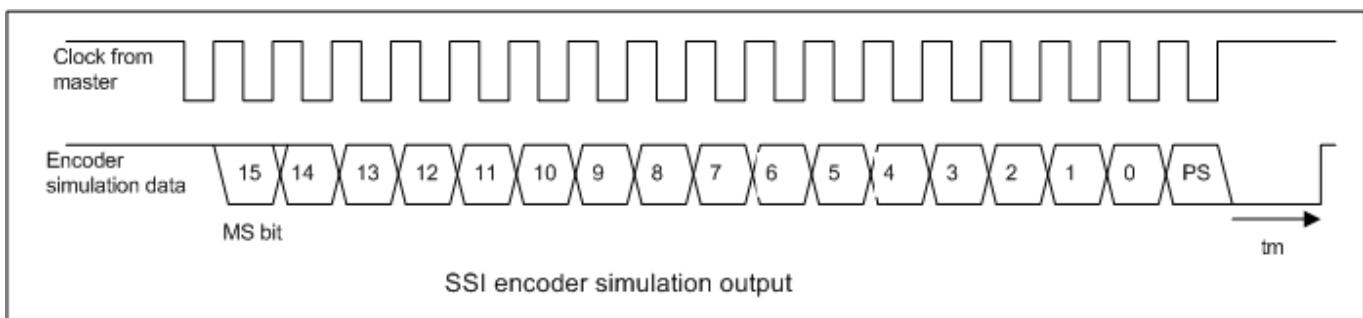 Clock from
master
Encoder
simulation data
15 14 13 12 11 10 9 8 7 6 5 4 3 2 1 0 PS
MS bit
tm
SSI encoder simulation output